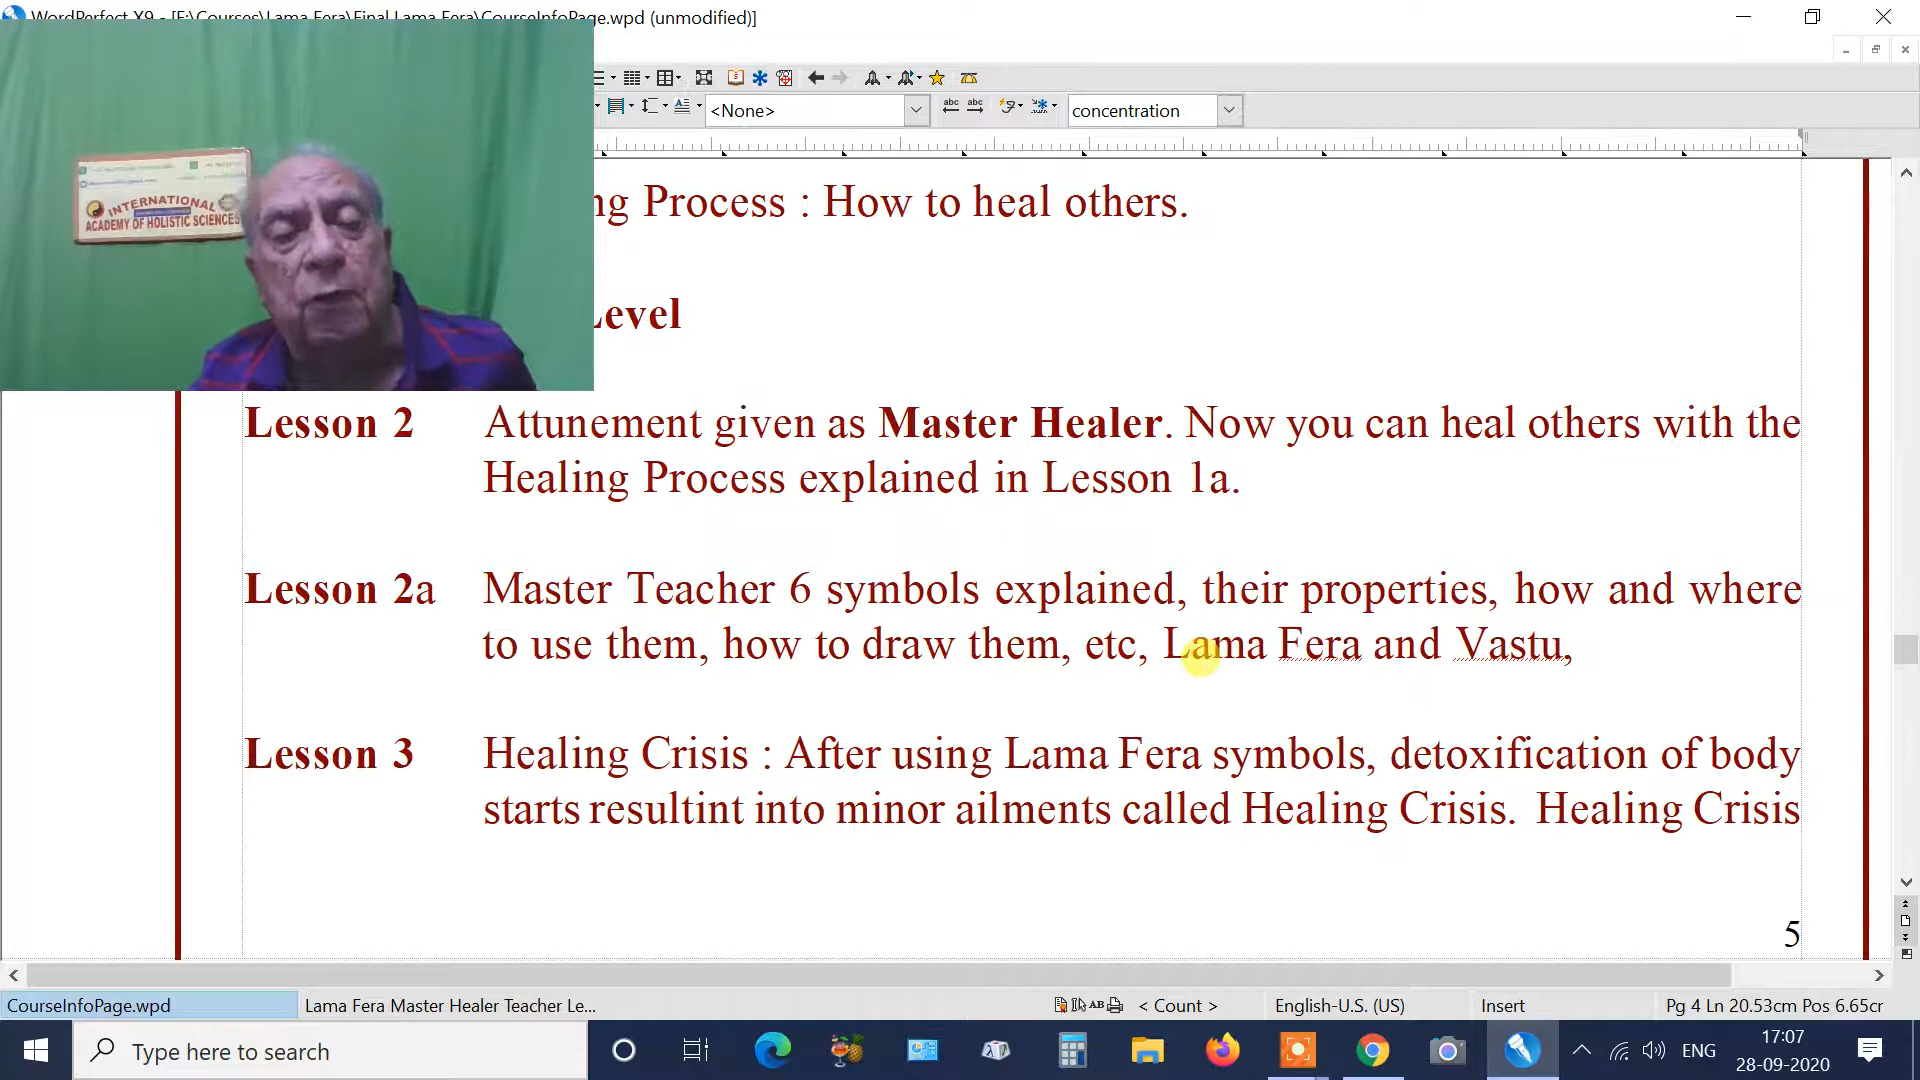 WordPerfect X9 - [E:\Courses\Lama Fera\Final Lama Fera\CourseInfoPage.wpd (unmodified)]
<None>
concentration
INTERNATIONAL
ACADEMY OF HOLISTIC SCIENCES
ng Process : How to heal others.
Level
Lesson 2 Attunement given as Master Healer. Now you can heal others with the
Healing Process explained in Lesson 1a.
Lesson 2a Master Teacher 6 symbols explained, their properties, how and where
to use them, how to draw them, etc, Lama Fera and Vastu,
Lesson 3 Healing Crisis : After using Lama Fera symbols, detoxification of body
starts resultint into minor ailments called Healing Crisis. Healing Crisis
5
CourseInfoPage.wpd Lama Fera Master Healer Teacher Le... AB < Count > English-U.S. (US) Insert Pg 4 Ln 20.53cm Pos 6.65cr
Type here to search ENG 17:07
28-09-2020